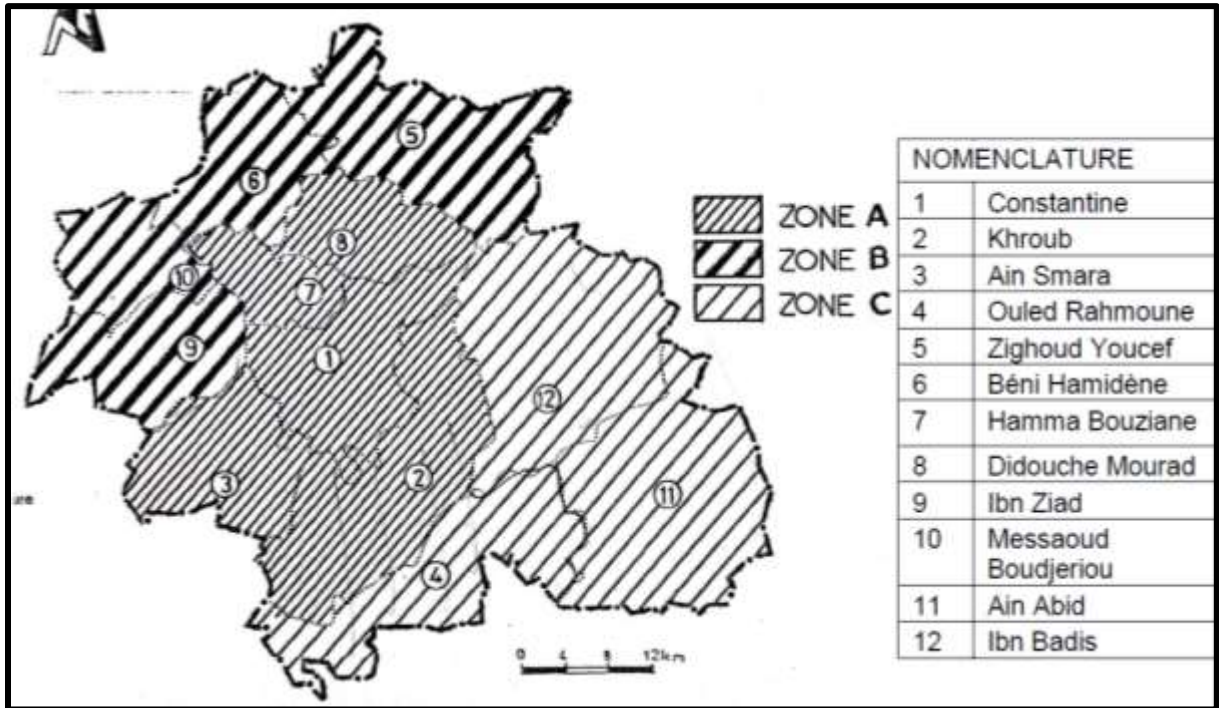 N
5
6
8
10
7
9
1
12
3
2
11
4
ZONE A
ZONE B
ZONE C
0 4 8 12km
NOMENCLATURE
1 Constantine
2 Khroub
3 Ain Smara
4 Ouled Rahmoune
5 Zighoud Youcef
6 Béni Hamidène
7 Hamma Bouziane
8 Didouche Mourad
9 Ibn Ziad
10 Messaoud
Boudjeriou
11 Ain Abid
12 Ibn Badis